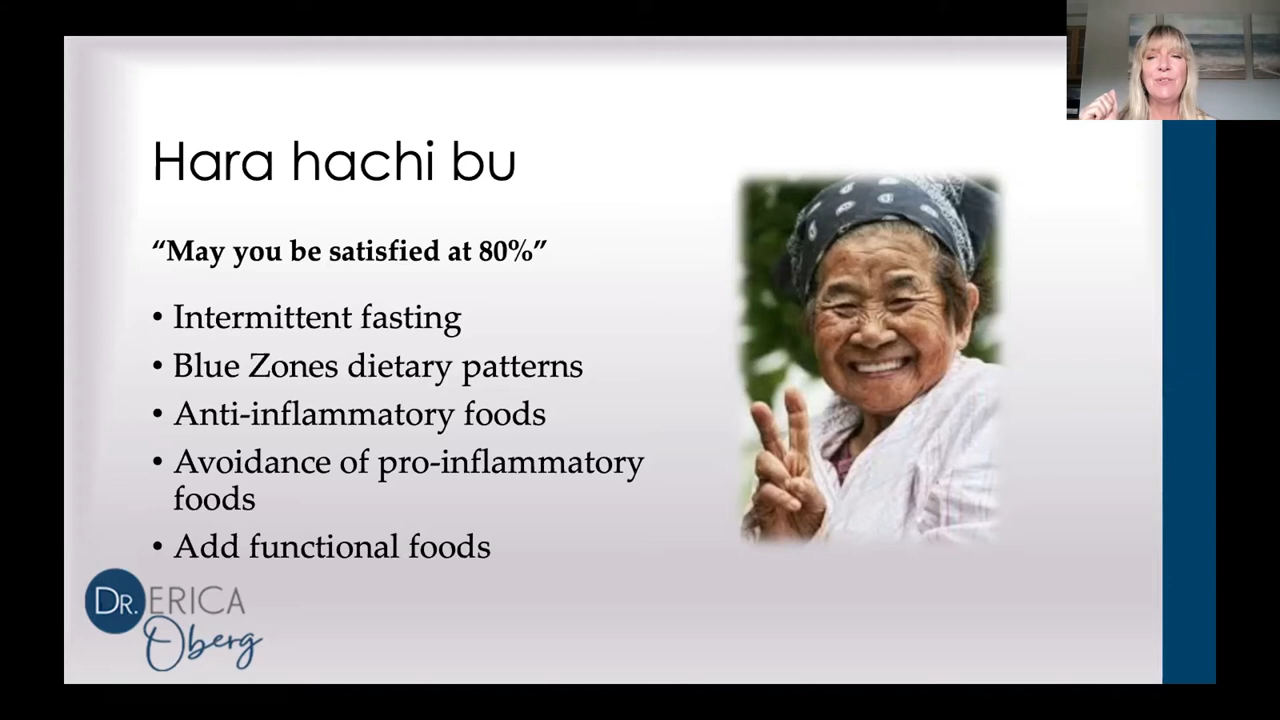 Hara hachi bu
“May you be satisfied at 80%”
• Intermittent fasting
• Blue Zones dietary patterns
• Anti-inflammatory foods
• Avoidance of pro-inflammatory
foods
• Add functional foods
DR. ERICA
Oberg